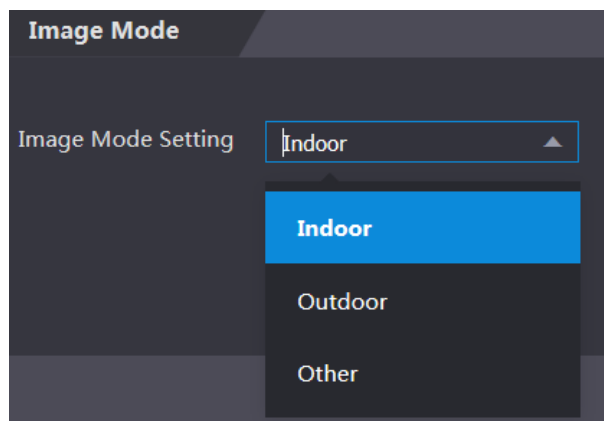 Image Mode
Image Mode Setting Indoor
Indoor
Outdoor
Other